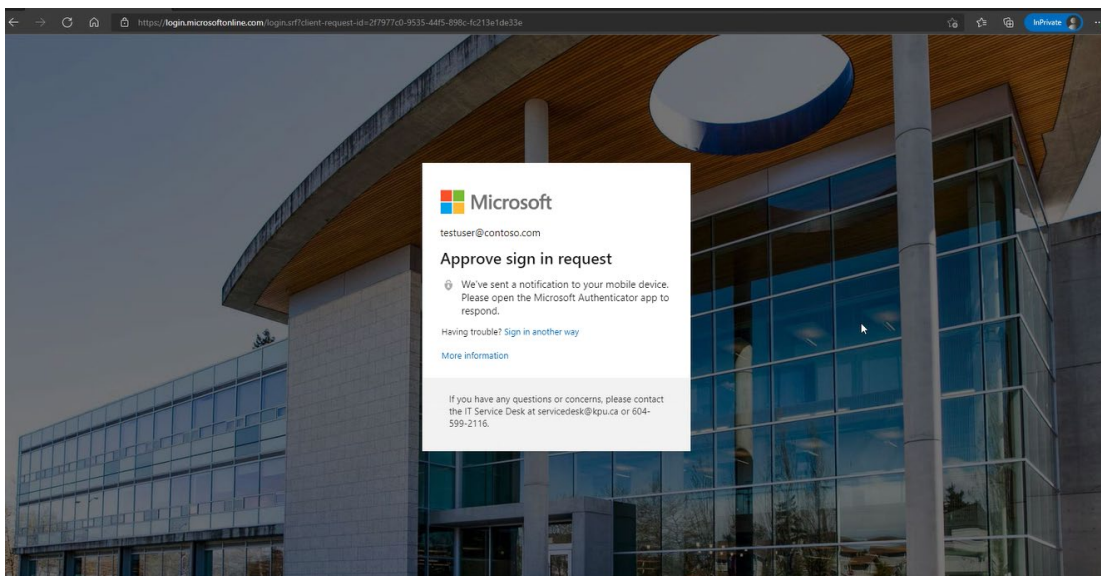 https://login.microsoftonline.com/login.srf?client-request-id=2f7977c0-9535-44f5-898c-fc213e1de33e
InPrivate
Microsoft
testuser@contoso.com
Approve sign in request
We've sent a notification to your mobile device.
Please open the Microsoft Authenticator app to
respond.
Having trouble? Sign in another way
More information
If you have any questions or concerns, please contact
the IT Service Desk at servicedesk@kpu.ca or 604-
599-2116.